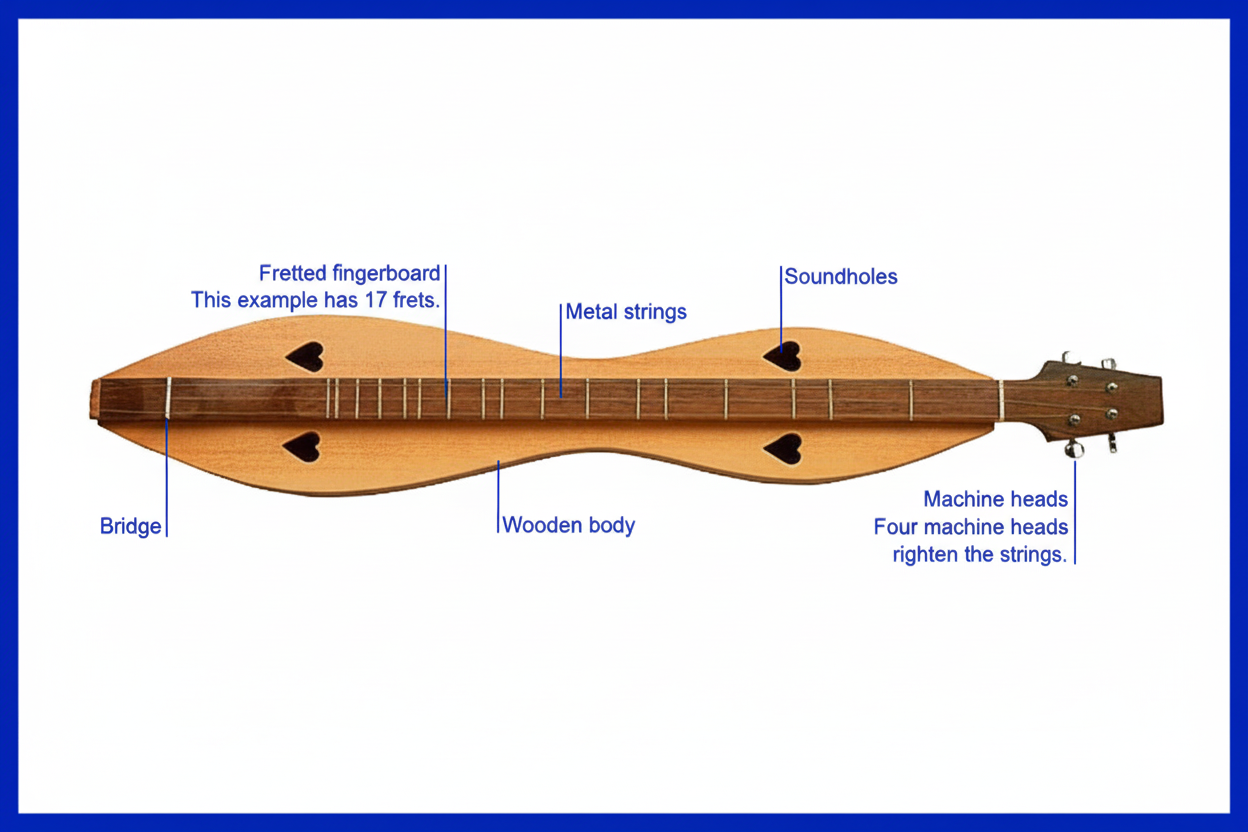 Fretted fingerboard
This example has 17 frets.
Metal strings
Soundholes
Bridge
Wooden body
Machine heads
Four machine heads
righten the strings.